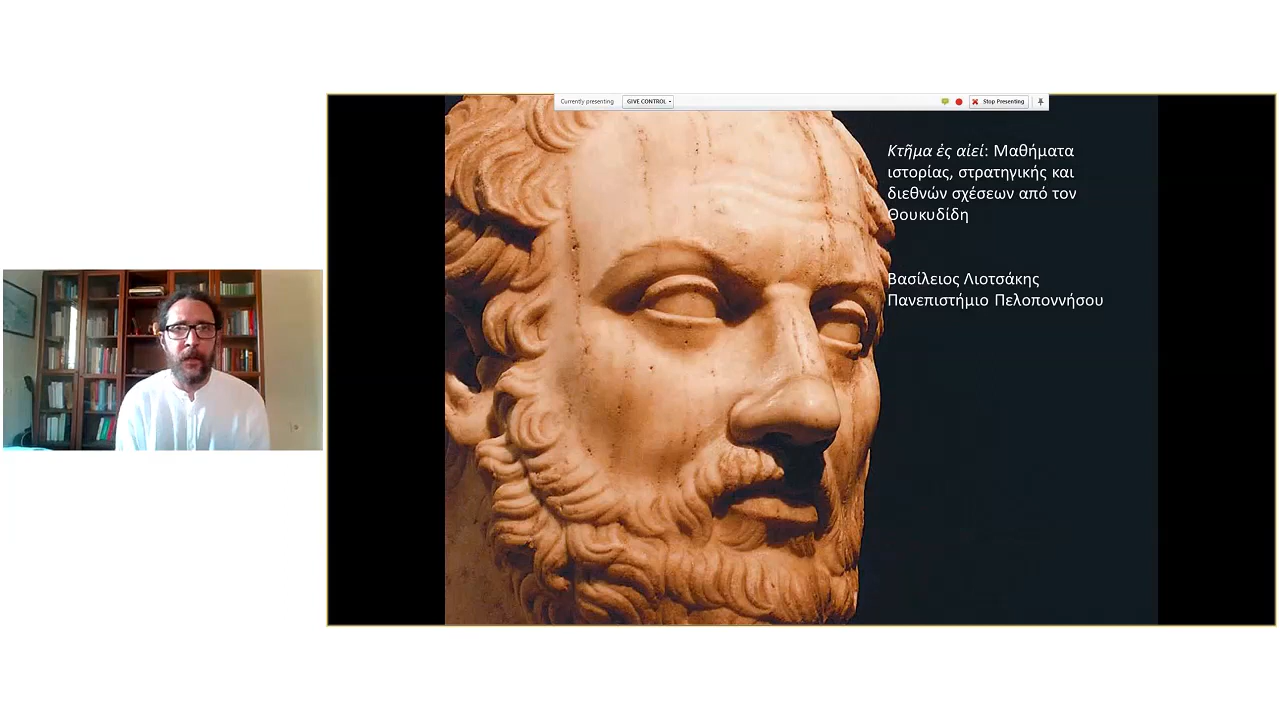 Currently presenting
GIVE CONTROL
Stop Presenting
Κτῆμα ἐς αἰεί: Μαθήματα
ιστορίας, στρατηγικής και
διεθνών σχέσεων από τον
Θουκυδίδη
Βασίλειος Λιοτσάκης
Πανεπιστήμιο Πελοποννήσου